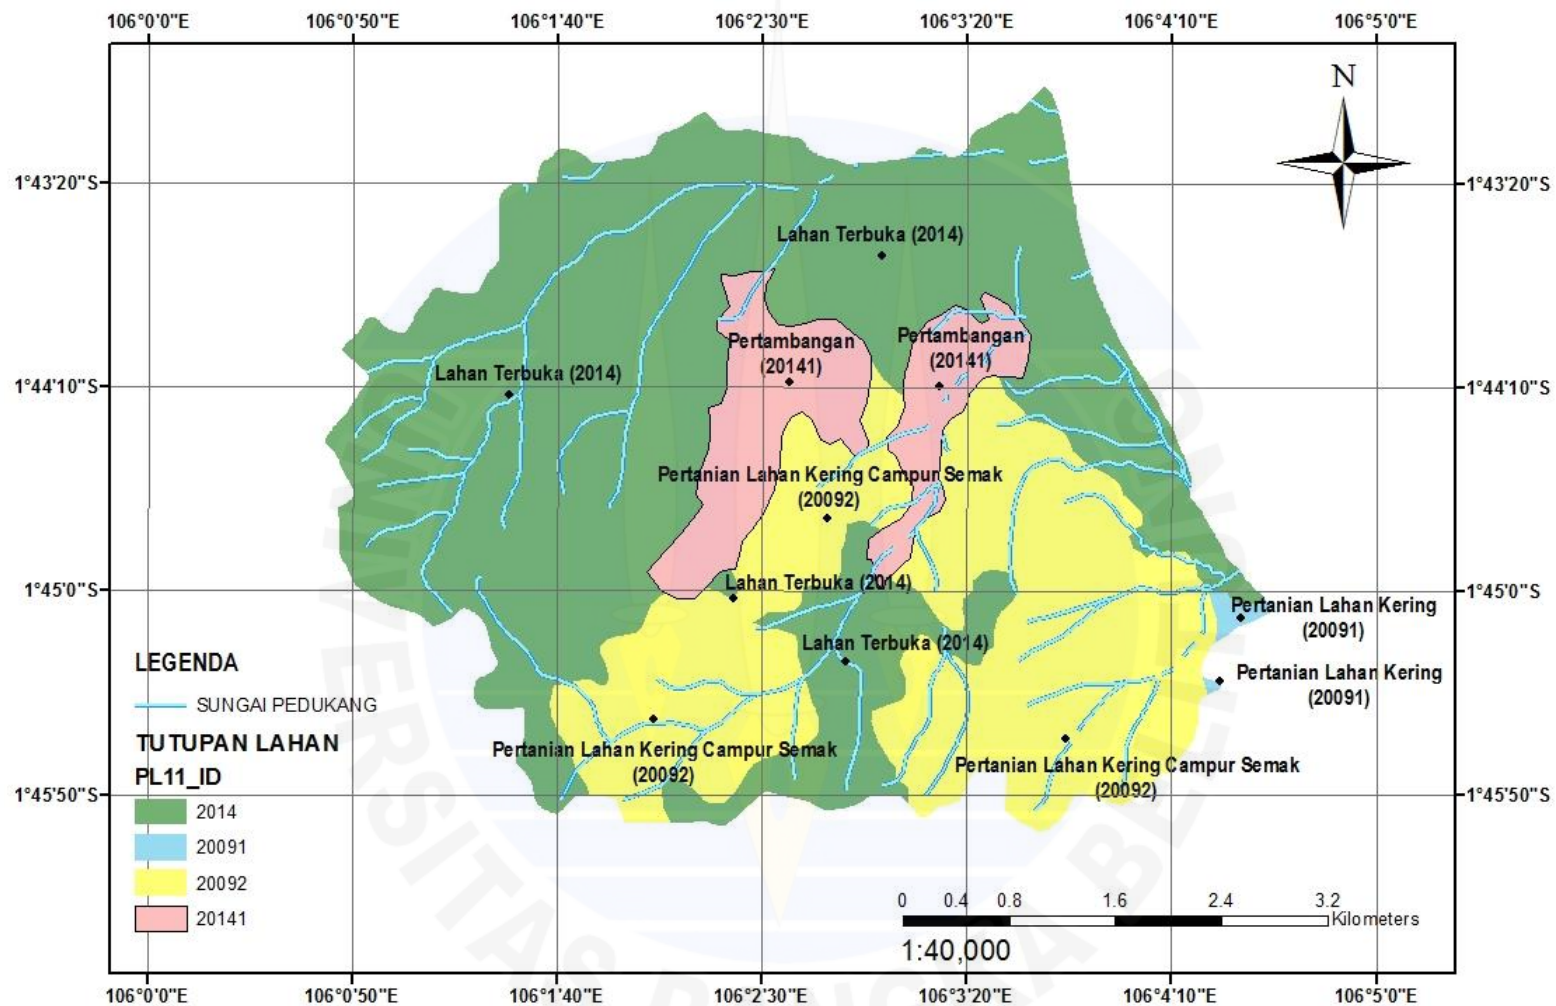 106°0'0"E 106°0'50"E 106°1'40"E 106°2'30"E 106°3'20"E 106°4'10"E 106°5'0"E
N
1°43'20"S 1°43'20"S
Lahan Terbuka (2014)
Pertambangan
(20141)
Pertambangan
(20141)
Lahan Terbuka (2014)
1°44'10"S 1°44'10"S
Pertanian Lahan Kering Campur Semak
(20092)
Lahan Terbuka (2014)
1°45'0"S 1°45'0"S
Pertanian Lahan Kering
(20091)
Lahan Terbuka (2014)
Pertanian Lahan Kering
(20091)
Pertanian Lahan Kering Campur Semak
(20092)
Pertanian Lahan Kering Campur Semak
(20092)
1°45'50"S 1°45'50"S
LEGENDA
SUNGAI PEDUKANG
TUTUPAN LAHAN
PL11_ID
2014
20091
20092
20141
0 0.4 0.8 1.6 2.4 3.2
Kilometers
1:40,000
106°0'0"E 106°0'50"E 106°1'40"E 106°2'30"E 106°3'20"E 106°4'10"E 106°5'0"E
UNIVERSITAS BANGKA BELITUNG